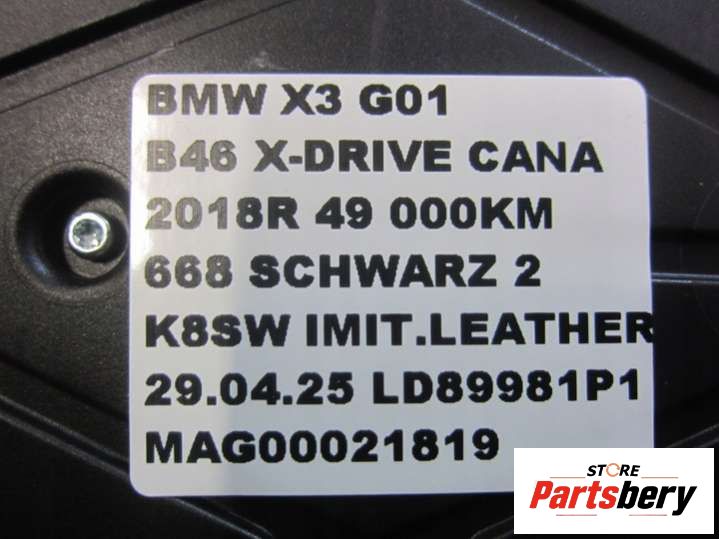 BMW X3 G01
B46 X-DRIVE CANA
2018R 49 000KM
668 SCHWARZ 2
K8SW IMIT.LEATHER
29.04.25 LD89981P1
MAG00021819
STORE
Partsbery